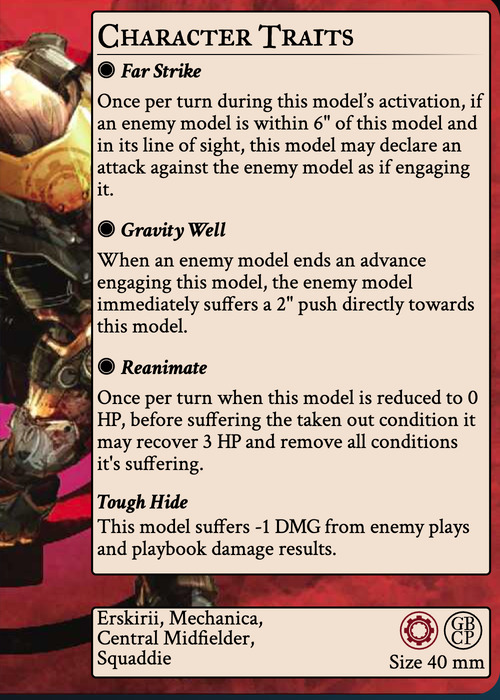 Character Traits
Far Strike
Once per turn during this model's activation, if
an enemy model is within 6" of this model and
in its line of sight, this model may declare an
attack against the enemy model as if engaging
it.
Gravity Well
When an enemy model ends an advance
engaging this model, the enemy model
immediately suffers a 2" push directly towards
this model.
Reanimate
Once per turn when this model is reduced to 0
HP, before suffering the taken out condition it
may recover 3 HP and remove all conditions
it's suffering.
Tough Hide
This model suffers -1 DMG from enemy plays
and playbook damage results.
Erskirii, Mechanica,
Central Midfielder,
Squaddie
GB
CP
Size 40 mm